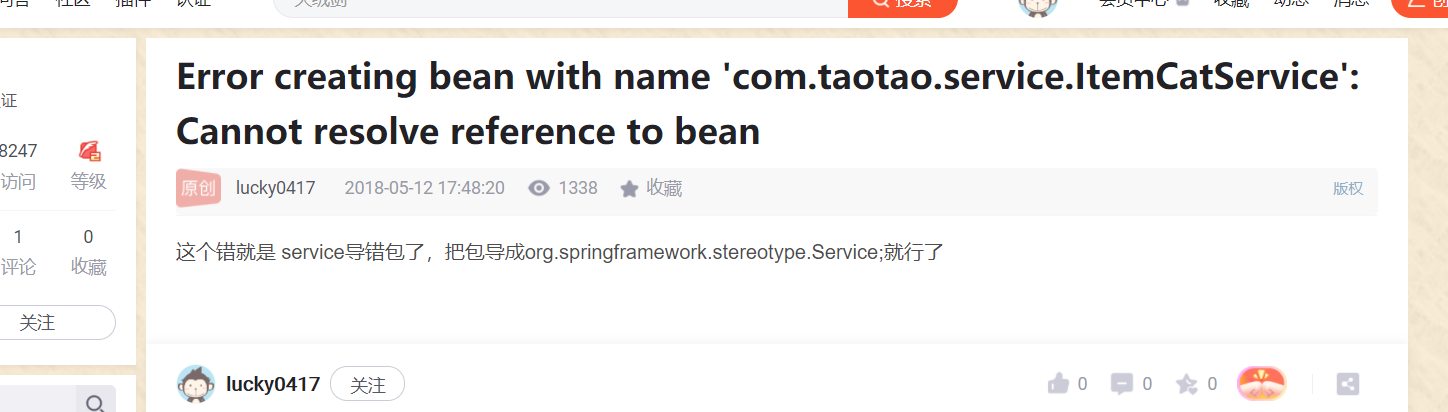 社区 插件 认证
搜索
会员中心 收藏 动态 消息
Error creating bean with name 'com.taotao.service.ItemCatService':
Cannot resolve reference to bean
原创 lucky0417 2018-05-12 17:48:20 1338 收藏 版权
这个错就是 service导错包了，把包导成org.springframework.stereotype.Service;就行了
证
8247
访问 等级
1 0
评论 收藏
关注
lucky0417 关注 0 0 0